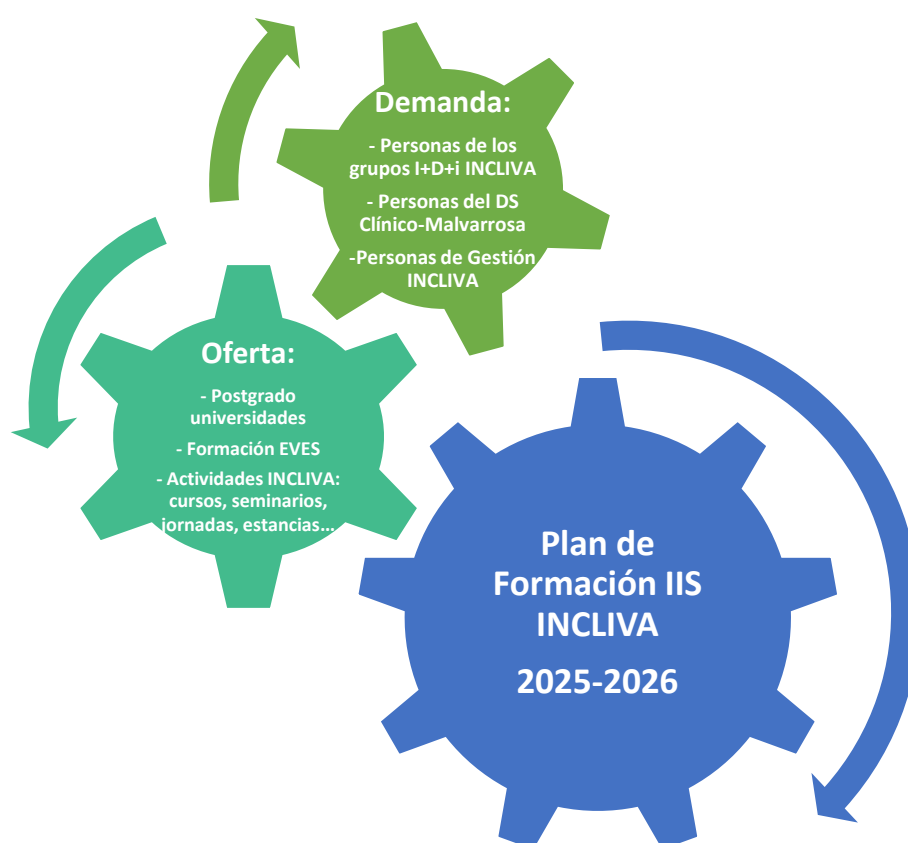 Demanda:
- Personas de los
grupos I+D+i INCLIVA
- Personas del DS
Clínico-Malvarrosa
-Personas de Gestión
INCLIVA
Oferta:
- Postgrado
universidades
- Formación EVES
- Actividades INCLIVA:
cursos, seminarios,
jornadas, estancias...
Plan de
Formación IIS
INCLIVA
2025-2026